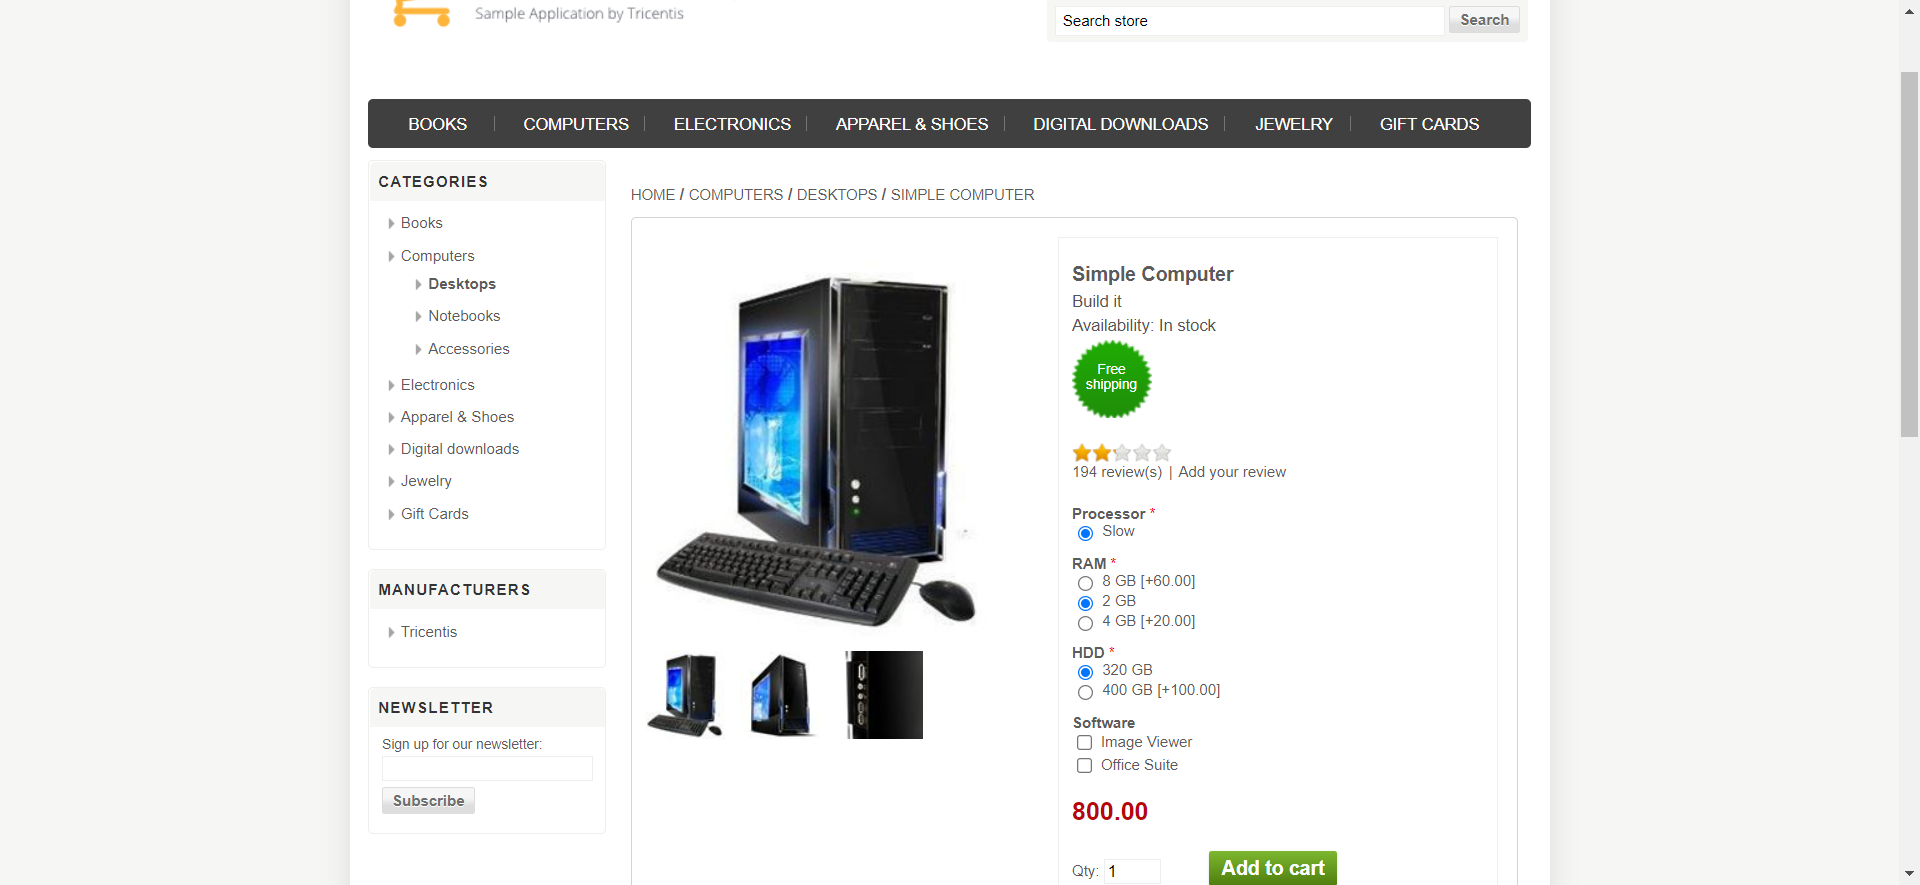 Sample Application by Tricentis
Search store
Search
BOOKS
COMPUTERS
ELECTRONICS
APPAREL & SHOES
DIGITAL DOWNLOADS
JEWELRY
GIFT CARDS
CATEGORIES
Books
Computers
Desktops
Notebooks
Accessories
Electronics
Apparel & Shoes
Digital downloads
Jewelry
Gift Cards
MANUFACTURERS
Tricentis
NEWSLETTER
Sign up for our newsletter:
Subscribe
HOME / COMPUTERS / DESKTOPS / SIMPLE COMPUTER
Simple Computer
Build it
Availability: In stock
Free
shipping
194 review(s) | Add your review
Processor *
Slow
RAM *
8 GB [+60.00]
2 GB
4 GB [+20.00]
HDD *
320 GB
400 GB [+100.00]
Software
Image Viewer
Office Suite
800.00
Qty: 1
Add to cart